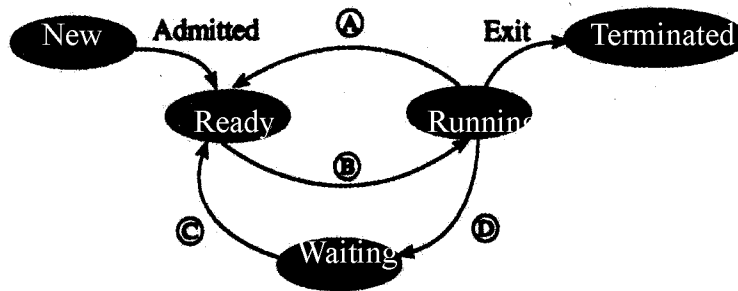 New
Admitted
Ⓐ
Exit
Terminated
Ready
Running
Ⓑ
Ⓒ
Waiting
Ⓓ